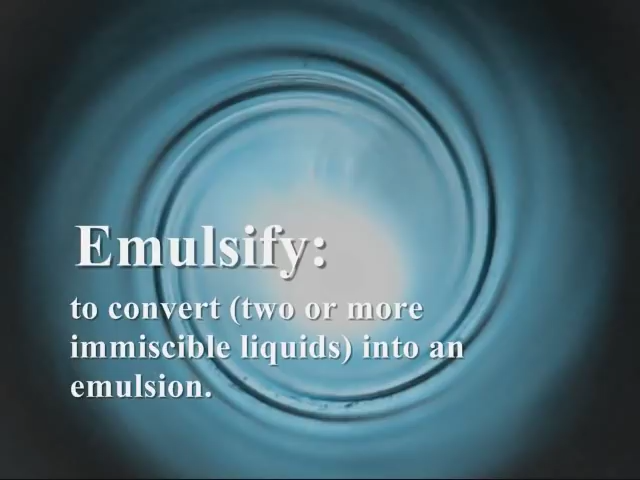 Emulsify:
to convert (two or more
immiscible liquids) into an
emulsion.